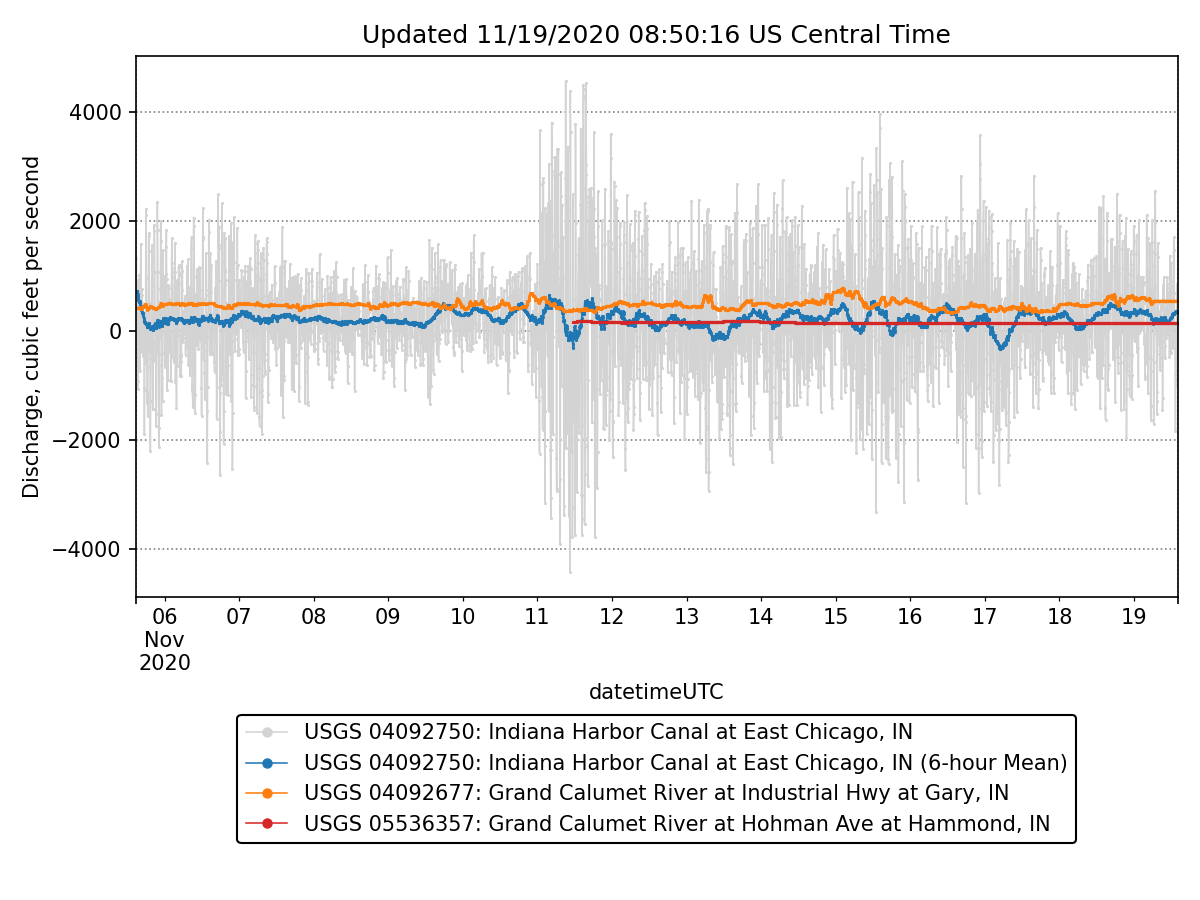 Updated 11/19/2020 08:50:16 US Central Time
Discharge, cubic feet per second
4000
2000
0
−2000
−4000
06 07 08 09 10 11 12 13 14 15 16 17 18 19
Nov
2020
datetimeUTC
USGS 04092750: Indiana Harbor Canal at East Chicago, IN
USGS 04092750: Indiana Harbor Canal at East Chicago, IN (6-hour Mean)
USGS 04092677: Grand Calumet River at Industrial Hwy at Gary, IN
USGS 05536357: Grand Calumet River at Hohman Ave at Hammond, IN